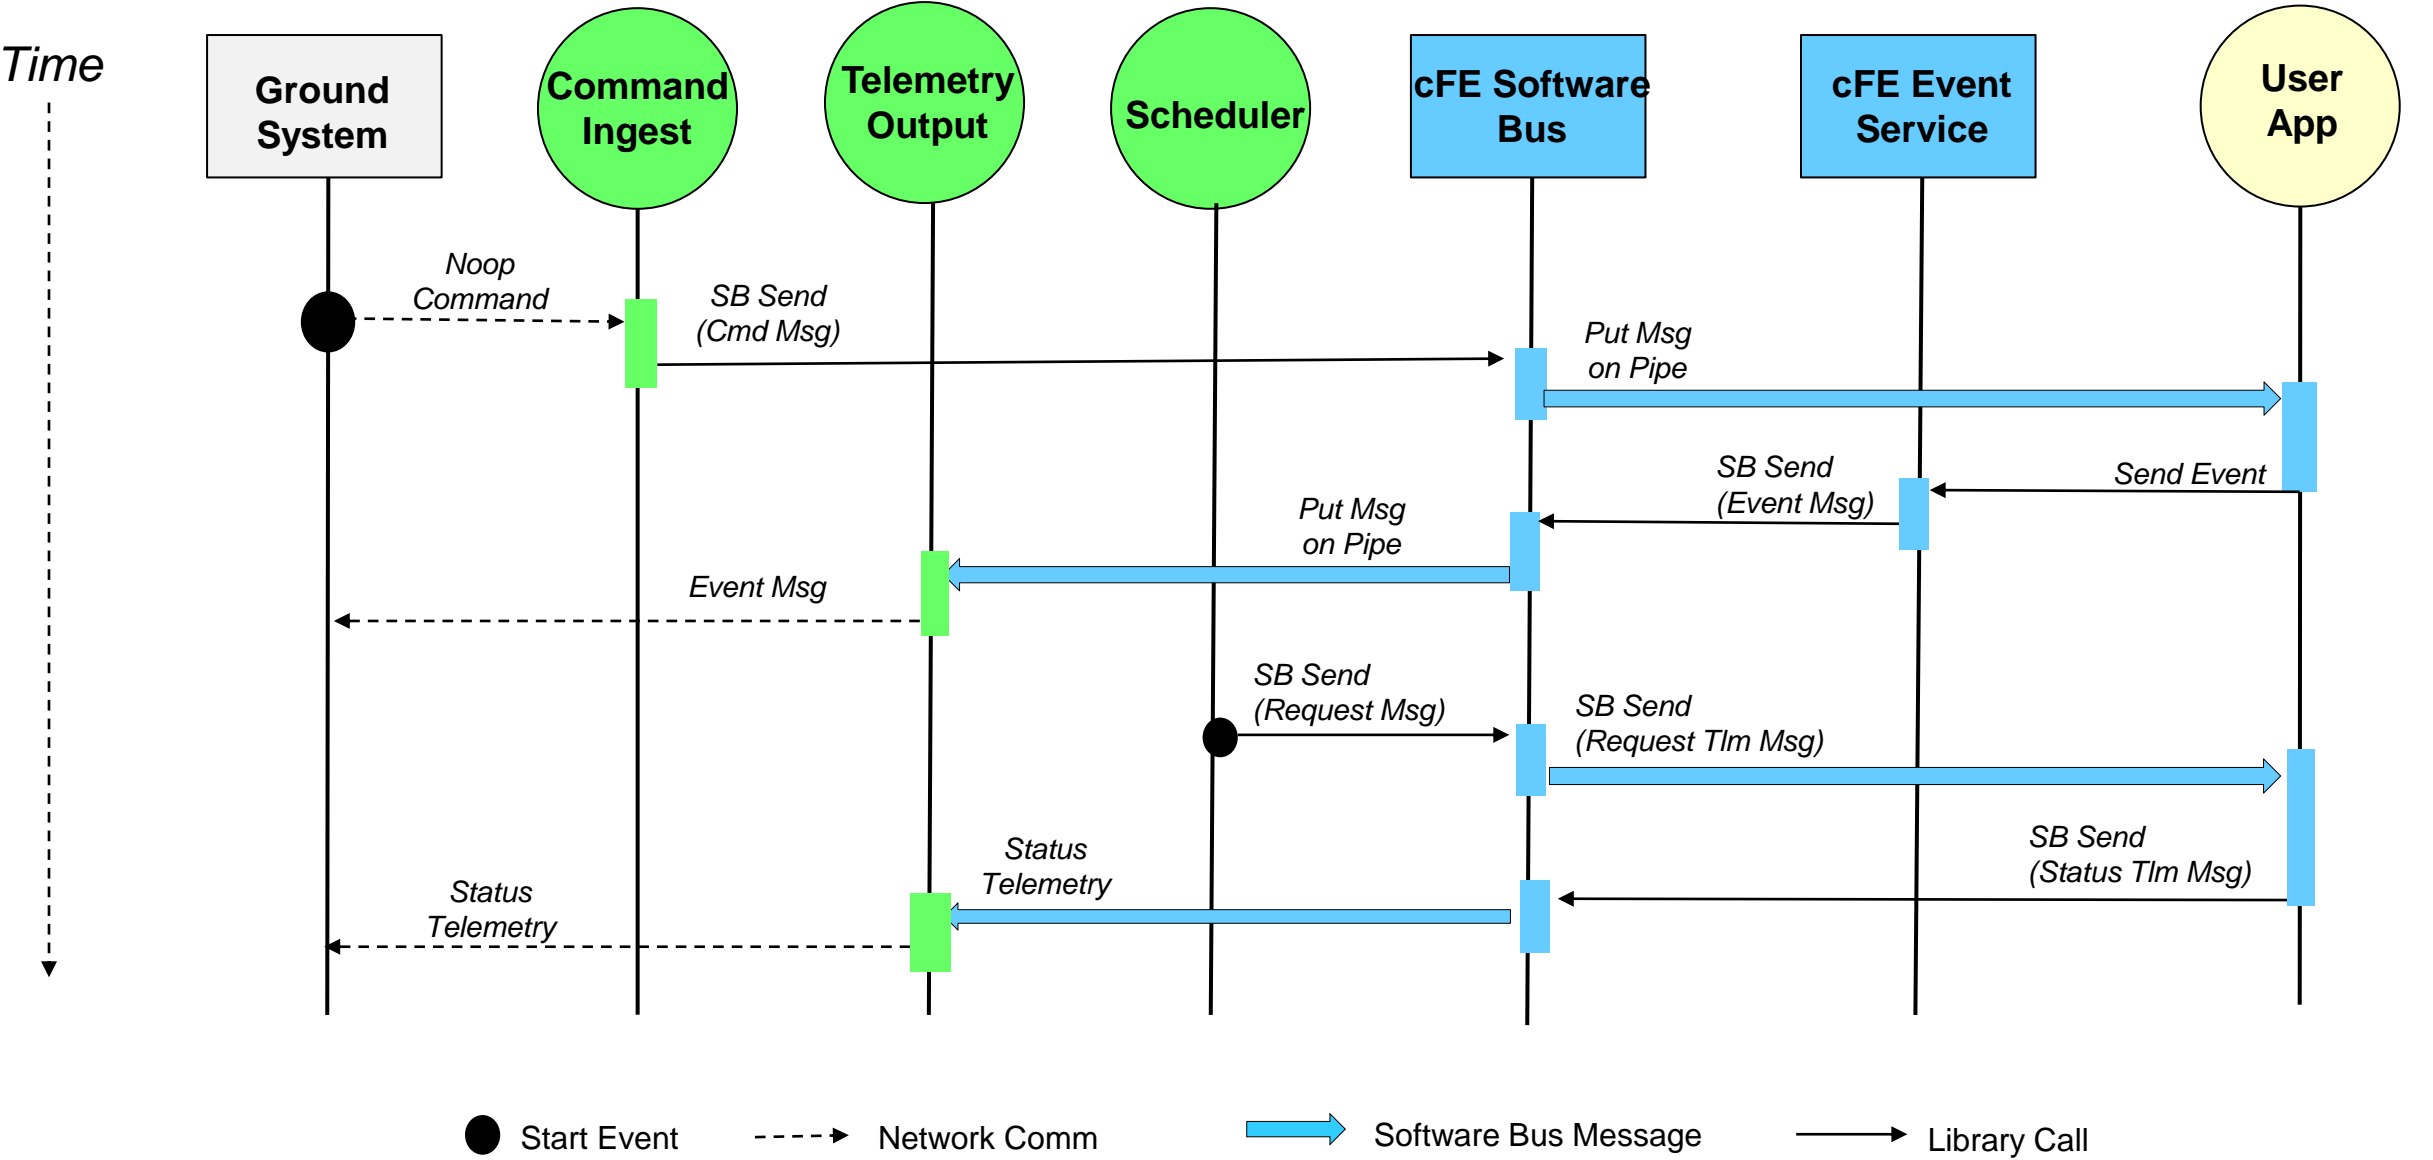 Time
Ground
System
Command
Ingest
Telemetry
Output
Scheduler
cFE Software
Bus
cFE Event
Service
User
App
Noop
Command
SB Send
(Cmd Msg)
Put Msg
on Pipe
Send Event
SB Send
(Event Msg)
Put Msg
on Pipe
Event Msg
SB Send
(Request Msg)
SB Send
(Request Tlm Msg)
SB Send
(Status Tlm Msg)
Status
Telemetry
Status
Telemetry
Start Event
Network Comm
Software Bus Message
Library Call